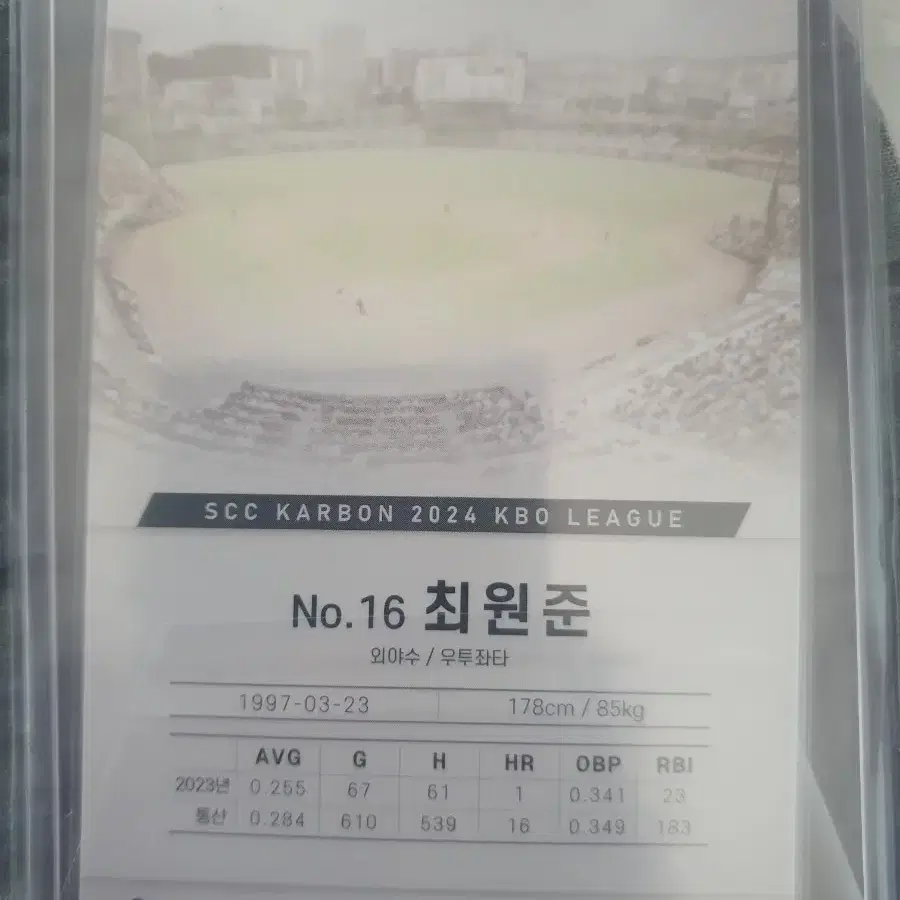 SCC KARBON 2024 KBO LEAGUE
No.16 최원준
외야수 / 우투좌타
1997-03-23 178cm / 85kg
AVG G H HR OBP RBI
2023년 0.255 67 61 1 0.341 23
통산 0.284 610 539 16 0.349 183